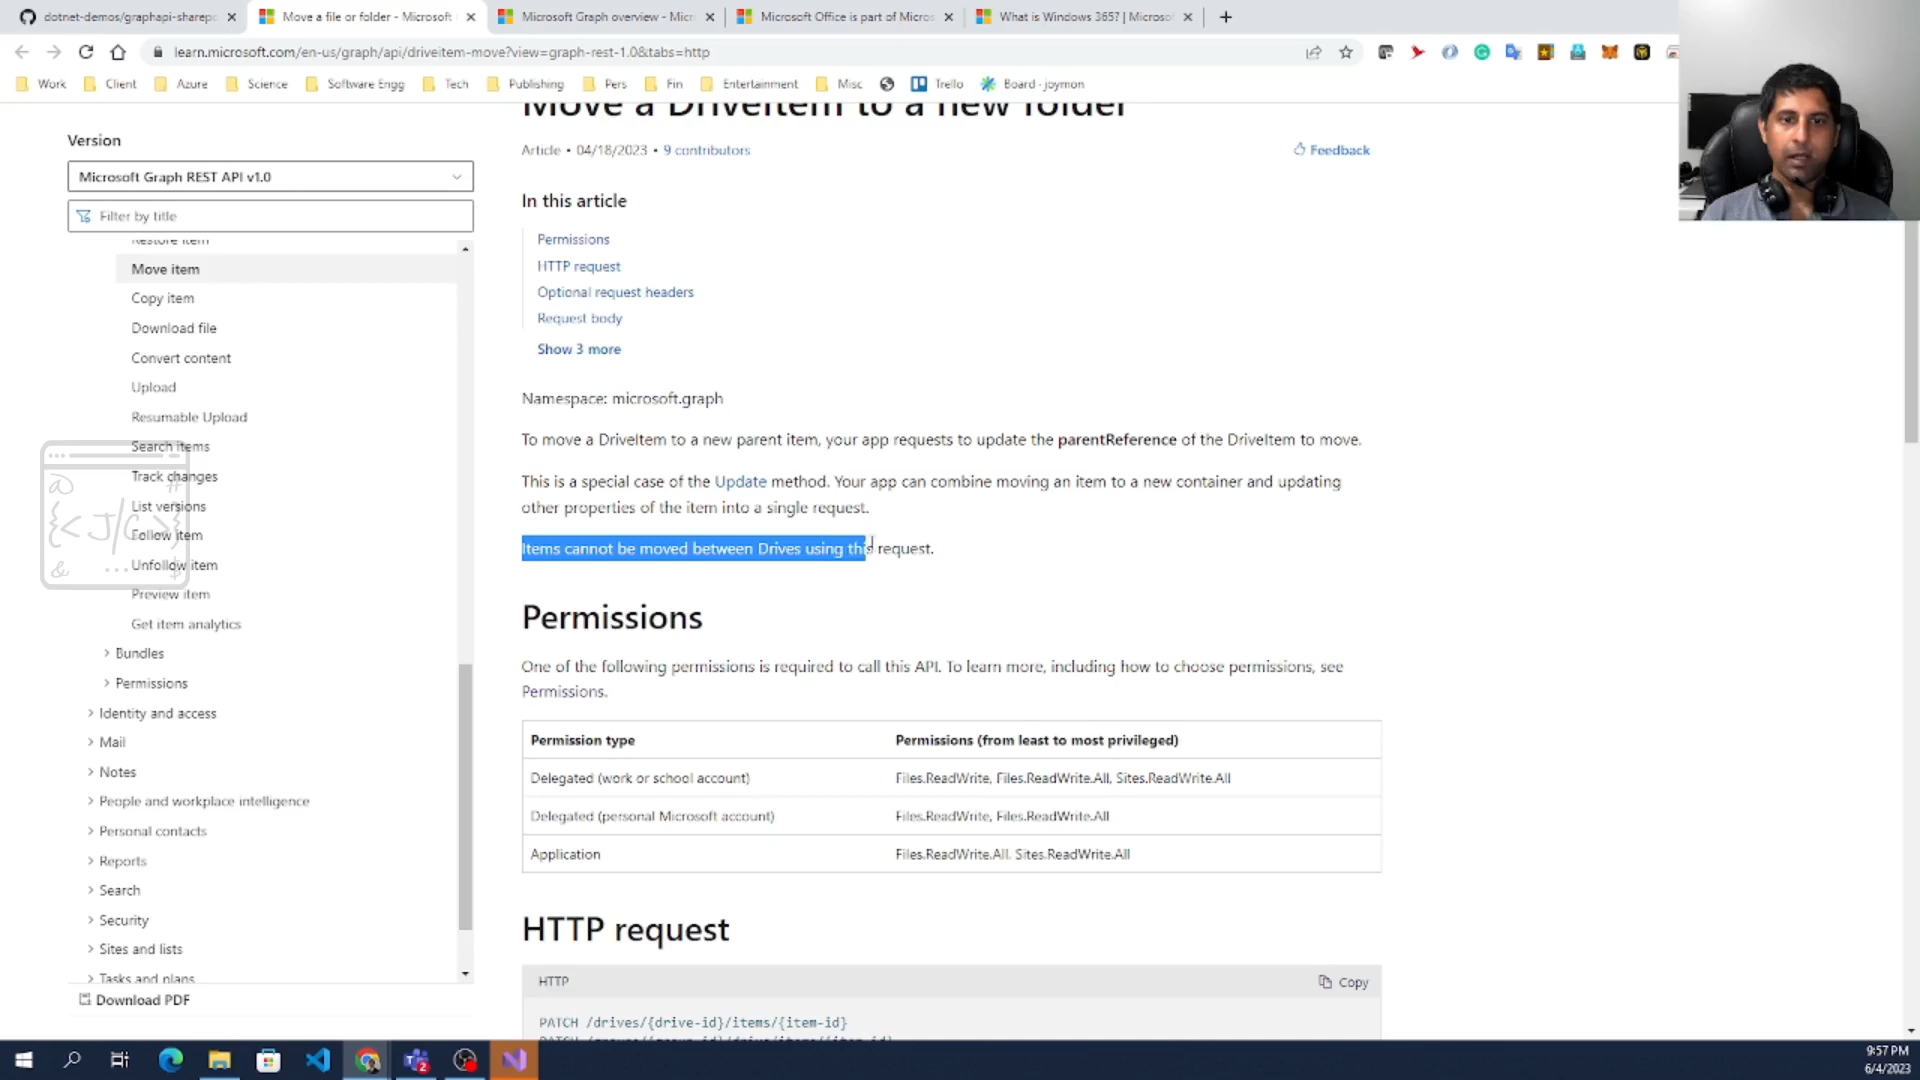 dotnet-demos/graphapi-sharepo
Move a file or folder - Microsoft
Microsoft Graph overview - Micr
Microsoft Office is part of Micros
What is Windows 365? | Microsof
learn.microsoft.com/en-us/graph/api/driveitem-move?view=graph-rest-1.0&tabs=http
Work
Client
Azure
Science
Software Engg
Tech
Publishing
Pers
Fin
Entertainment
Misc
Trello
Board - joymon
Move a DriveItem to a new folder
Version
Article • 04/18/2023 • 9 contributors
Feedback
Microsoft Graph REST API v1.0
Filter by title
Restore item
Move item
Copy item
Download file
Convert content
Upload
Resumable Upload
Search items
Track changes
List versions
Follow item
Unfollow item
Preview item
Get item analytics
Bundles
Permissions
Identity and access
Mail
Notes
People and workplace intelligence
Personal contacts
Reports
Search
Security
Sites and lists
Tasks and plans
Download PDF
@ #
{<J/C>}
& ... $
In this article
Permissions
HTTP request
Optional request headers
Request body
Show 3 more
Namespace: microsoft.graph
To move a DriveItem to a new parent item, your app requests to update the parentReference of the DriveItem to move.
This is a special case of the Update method. Your app can combine moving an item to a new container and updating
other properties of the item into a single request.
Items cannot be moved between Drives using this request.
Permissions
One of the following permissions is required to call this API. To learn more, including how to choose permissions, see
Permissions.
Permission type Permissions (from least to most privileged)
Delegated (work or school account) Files.ReadWrite, Files.ReadWrite.All, Sites.ReadWrite.All
Delegated (personal Microsoft account) Files.ReadWrite, Files.ReadWrite.All
Application Files.ReadWrite.All, Sites.ReadWrite.All
HTTP request
HTTP
Copy
PATCH /drives/{drive-id}/items/{item-id}
2
9:57 PM
6/4/2023